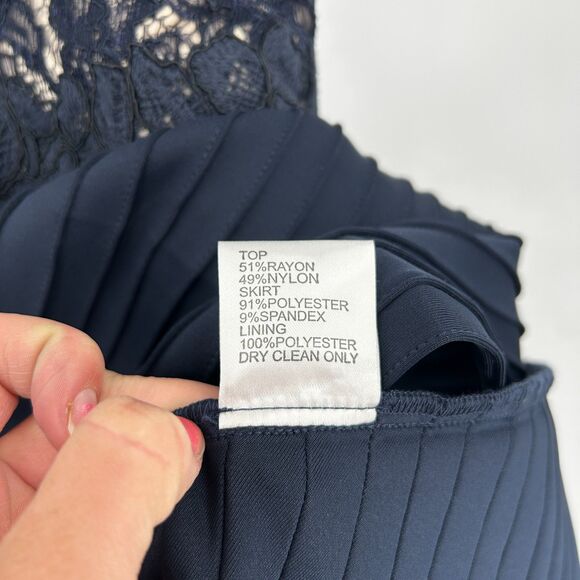 TOP
51%RAYON
49%NYLON
SKIRT
91%POLYESTER
9%SPANDEX
LINING
100%POLYESTER
DRY CLEAN ONLY